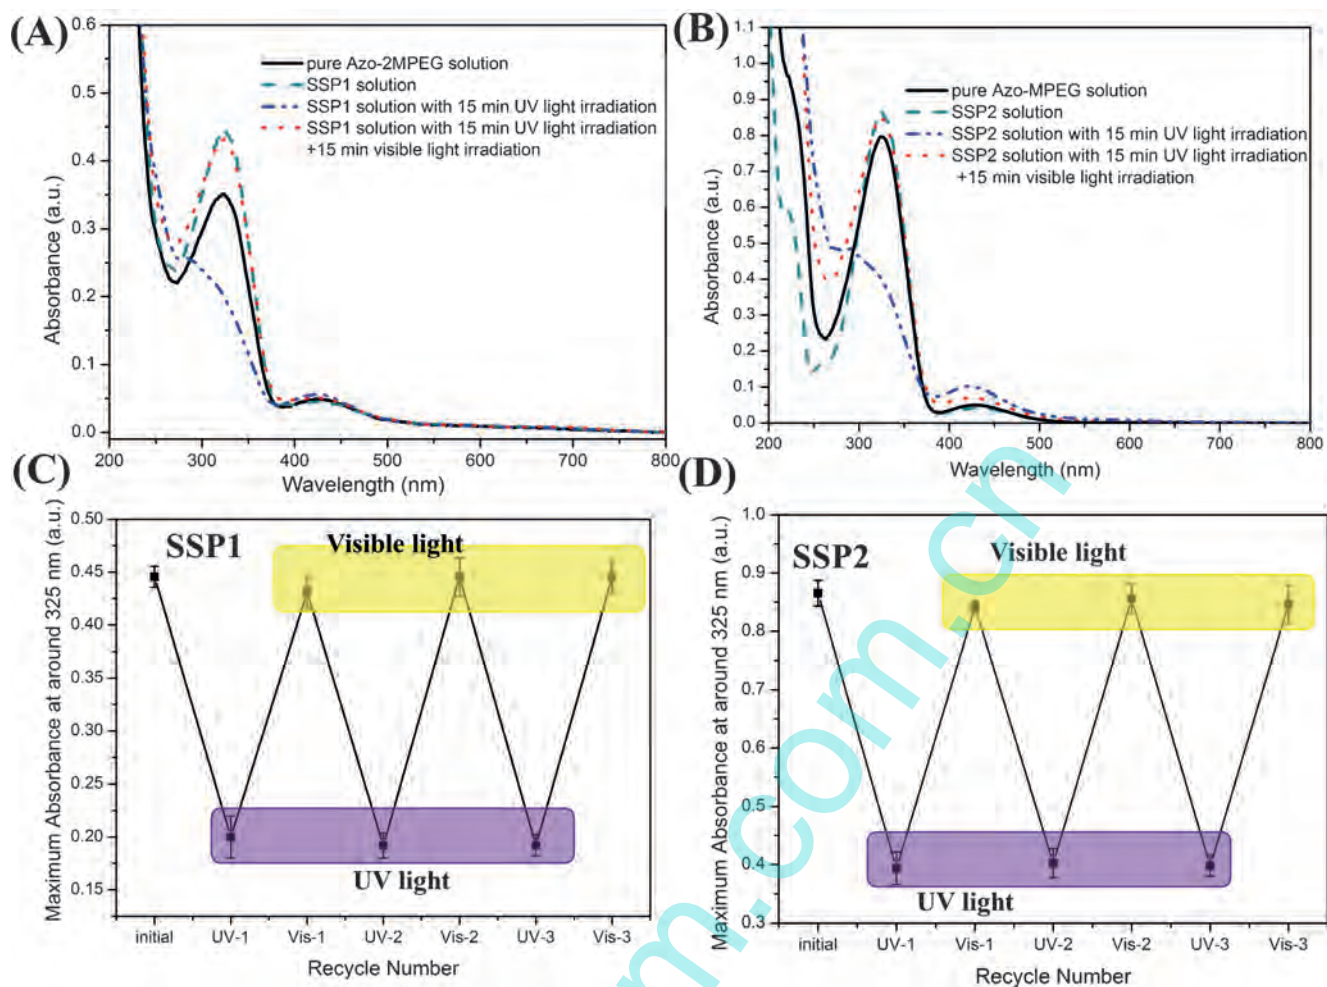 (A)
0.6
0.5
0.4
0.3
0.2
0.1
0.0
Absorbance (a.u.)
pure Azo-2MPEG solution
SSP1 solution
SSP1 solution with 15 min UV light irradiation
SSP1 solution with 15 min UV light irradiation
+15 min visible light irradiation
200 300 400 500 600 700 800
Wavelength (nm)
(B)
1.1
1.0
0.9
0.8
0.7
0.6
0.5
0.4
0.3
0.2
0.1
0.0
Absorbance (a.u.)
pure Azo-MPEG solution
SSP2 solution
SSP2 solution with 15 min UV light irradiation
SSP2 solution with 15 min UV light irradiation
+15 min visible light irradiation
200 300 400 500 600 700 800
Wavelength (nm)
(C)
0.50
0.45
0.40
0.35
0.30
0.25
0.20
0.15
Maximum Absorbance at around 325 nm (a.u.)
SSP1
Visible light
UV light
initial UV-1 Vis-1 UV-2 Vis-2 UV-3 Vis-3
Recycle Number
(D)
1.0
0.9
0.8
0.7
0.6
0.5
0.4
0.3
Maximum Absorbance at around 325 nm (a.u.)
SSP2
Visible light
UV light
initial UV-1 Vis-1 UV-2 Vis-2 UV-3 Vis-3
Recycle Number
m.com.cn